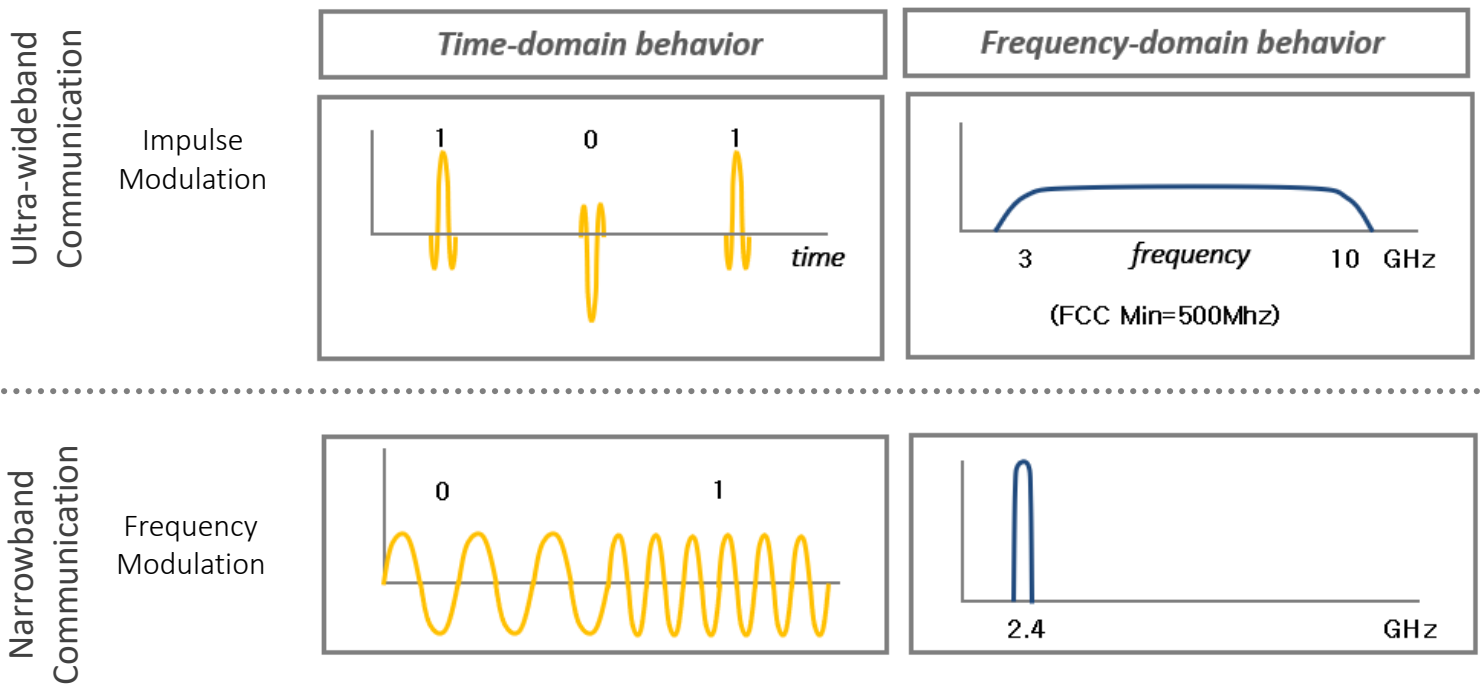 Time-domain behavior
Frequency-domain behavior
Ultra-wideband
Communication
Impulse
Modulation
1 0 1
time
3 frequency 10 GHz
(FCC Min=500Mhz)
Narrowband
Communication
Frequency
Modulation
0 1
2.4 GHz